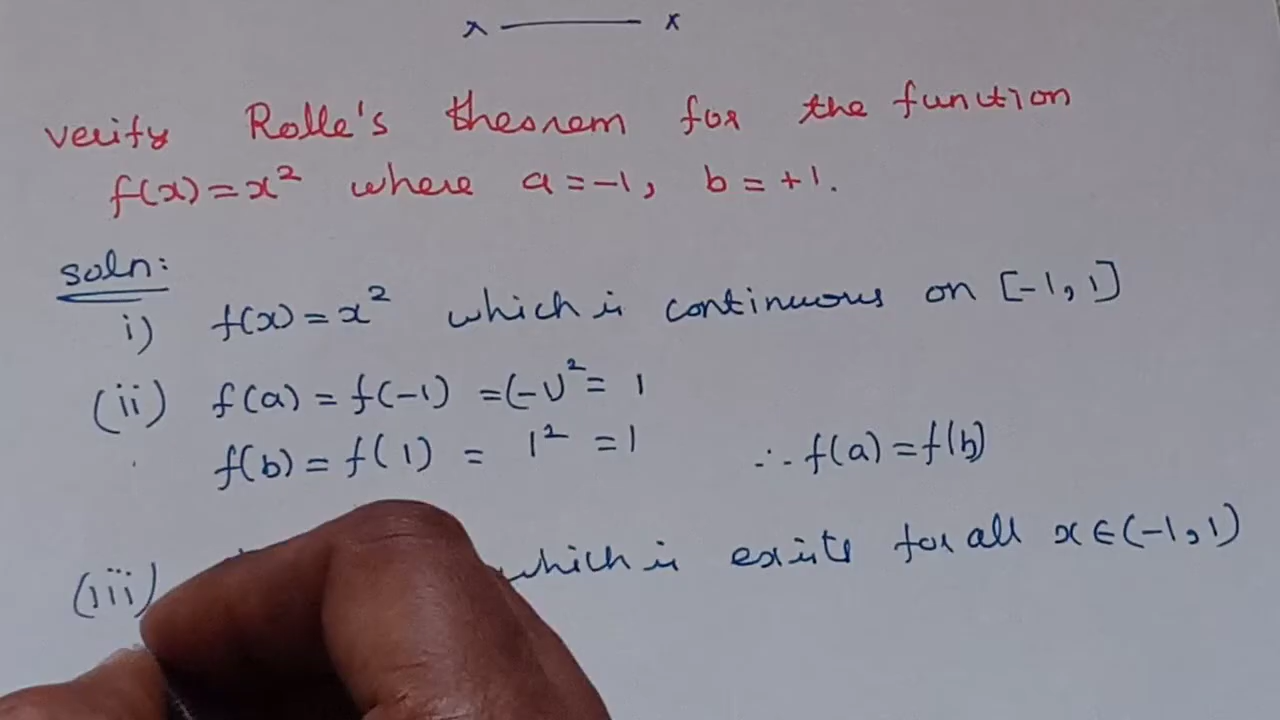 x — x
verify Rolle's theorem for the function
f(x) = x² where a = -1, b = +1.
soln:
i) f(x) = x² which is continuous on [-1, 1]
(ii) f(a) = f(-1) = (-1)² = 1
f(b) = f(1) = 1² = 1 ∴ f(a) = f(b)
(iii) which is exists for all x ∈ (-1, 1)